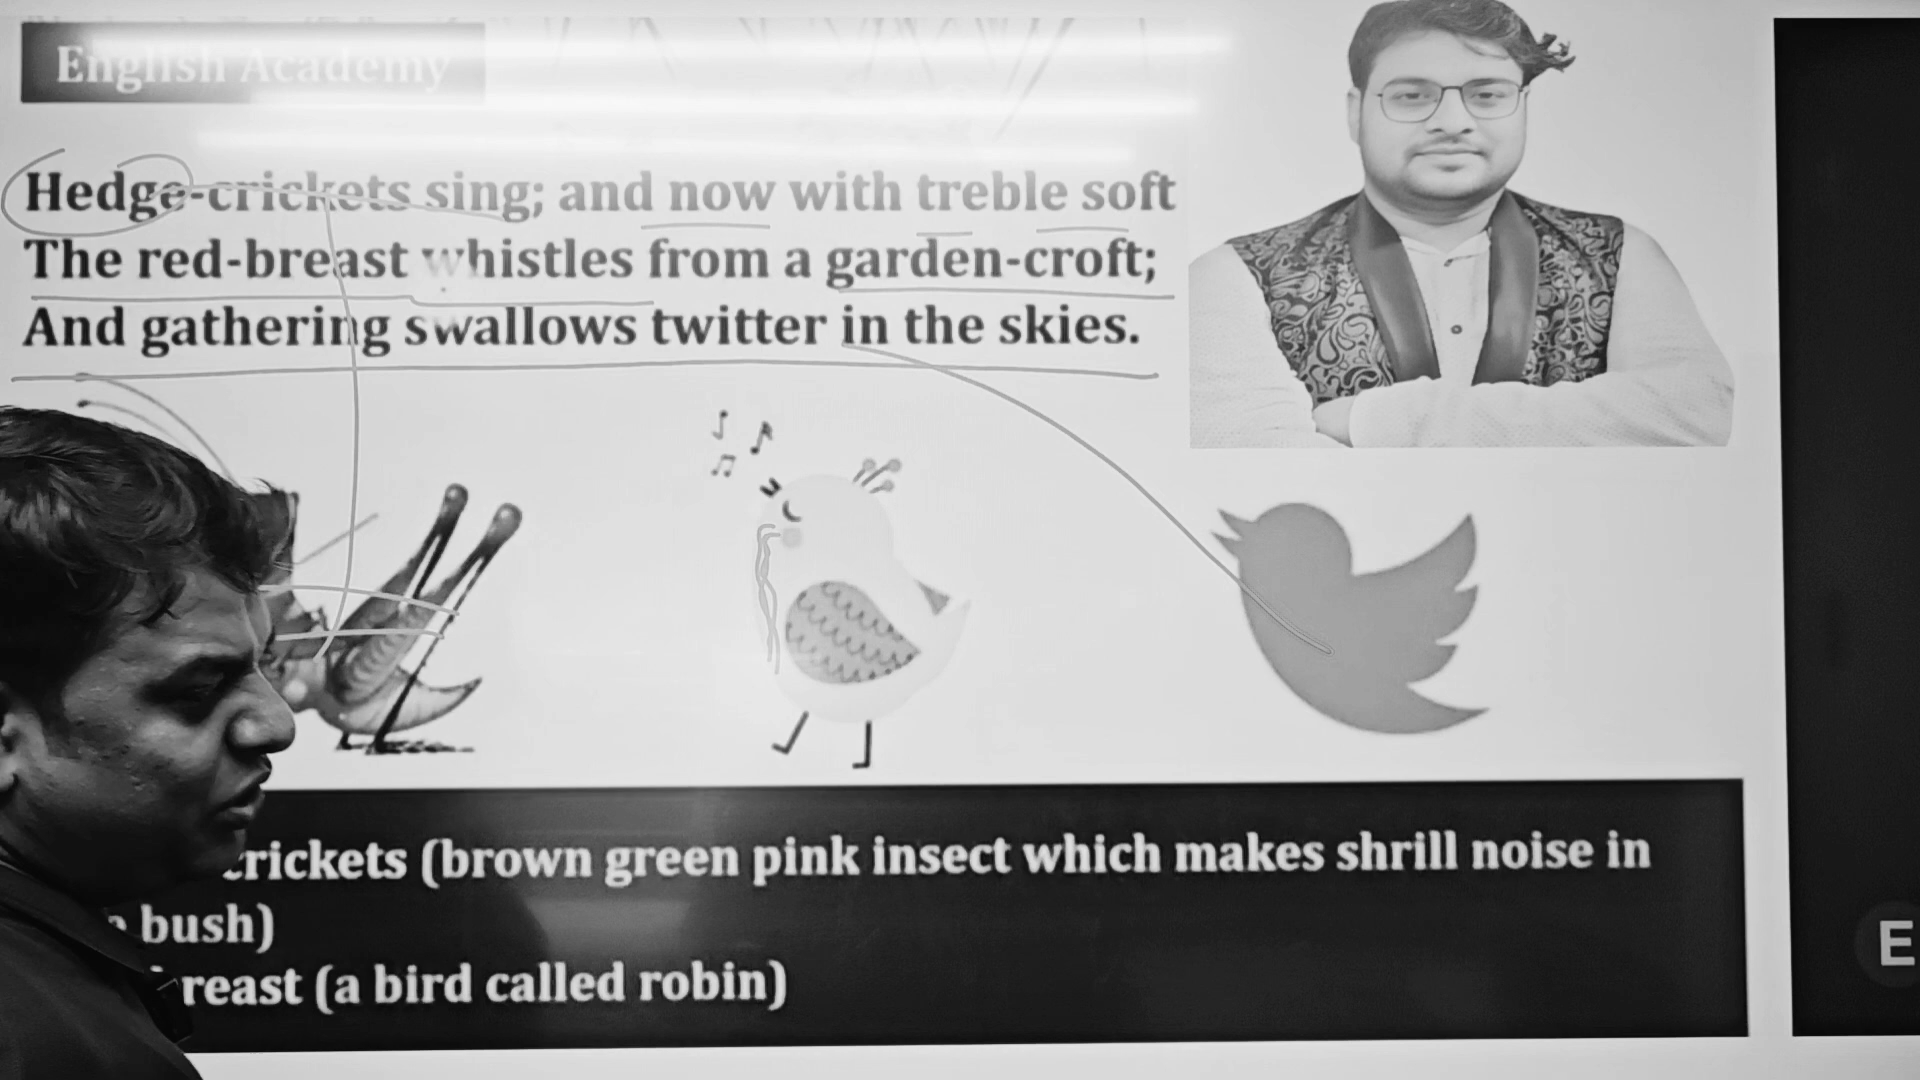 English Academy
Hedge-crickets sing; and now with treble soft
The red-breast whistles from a garden-croft;
And gathering swallows twitter in the skies.
crickets (brown green pink insect which makes shrill noise in
bush)
reast (a bird called robin)
E